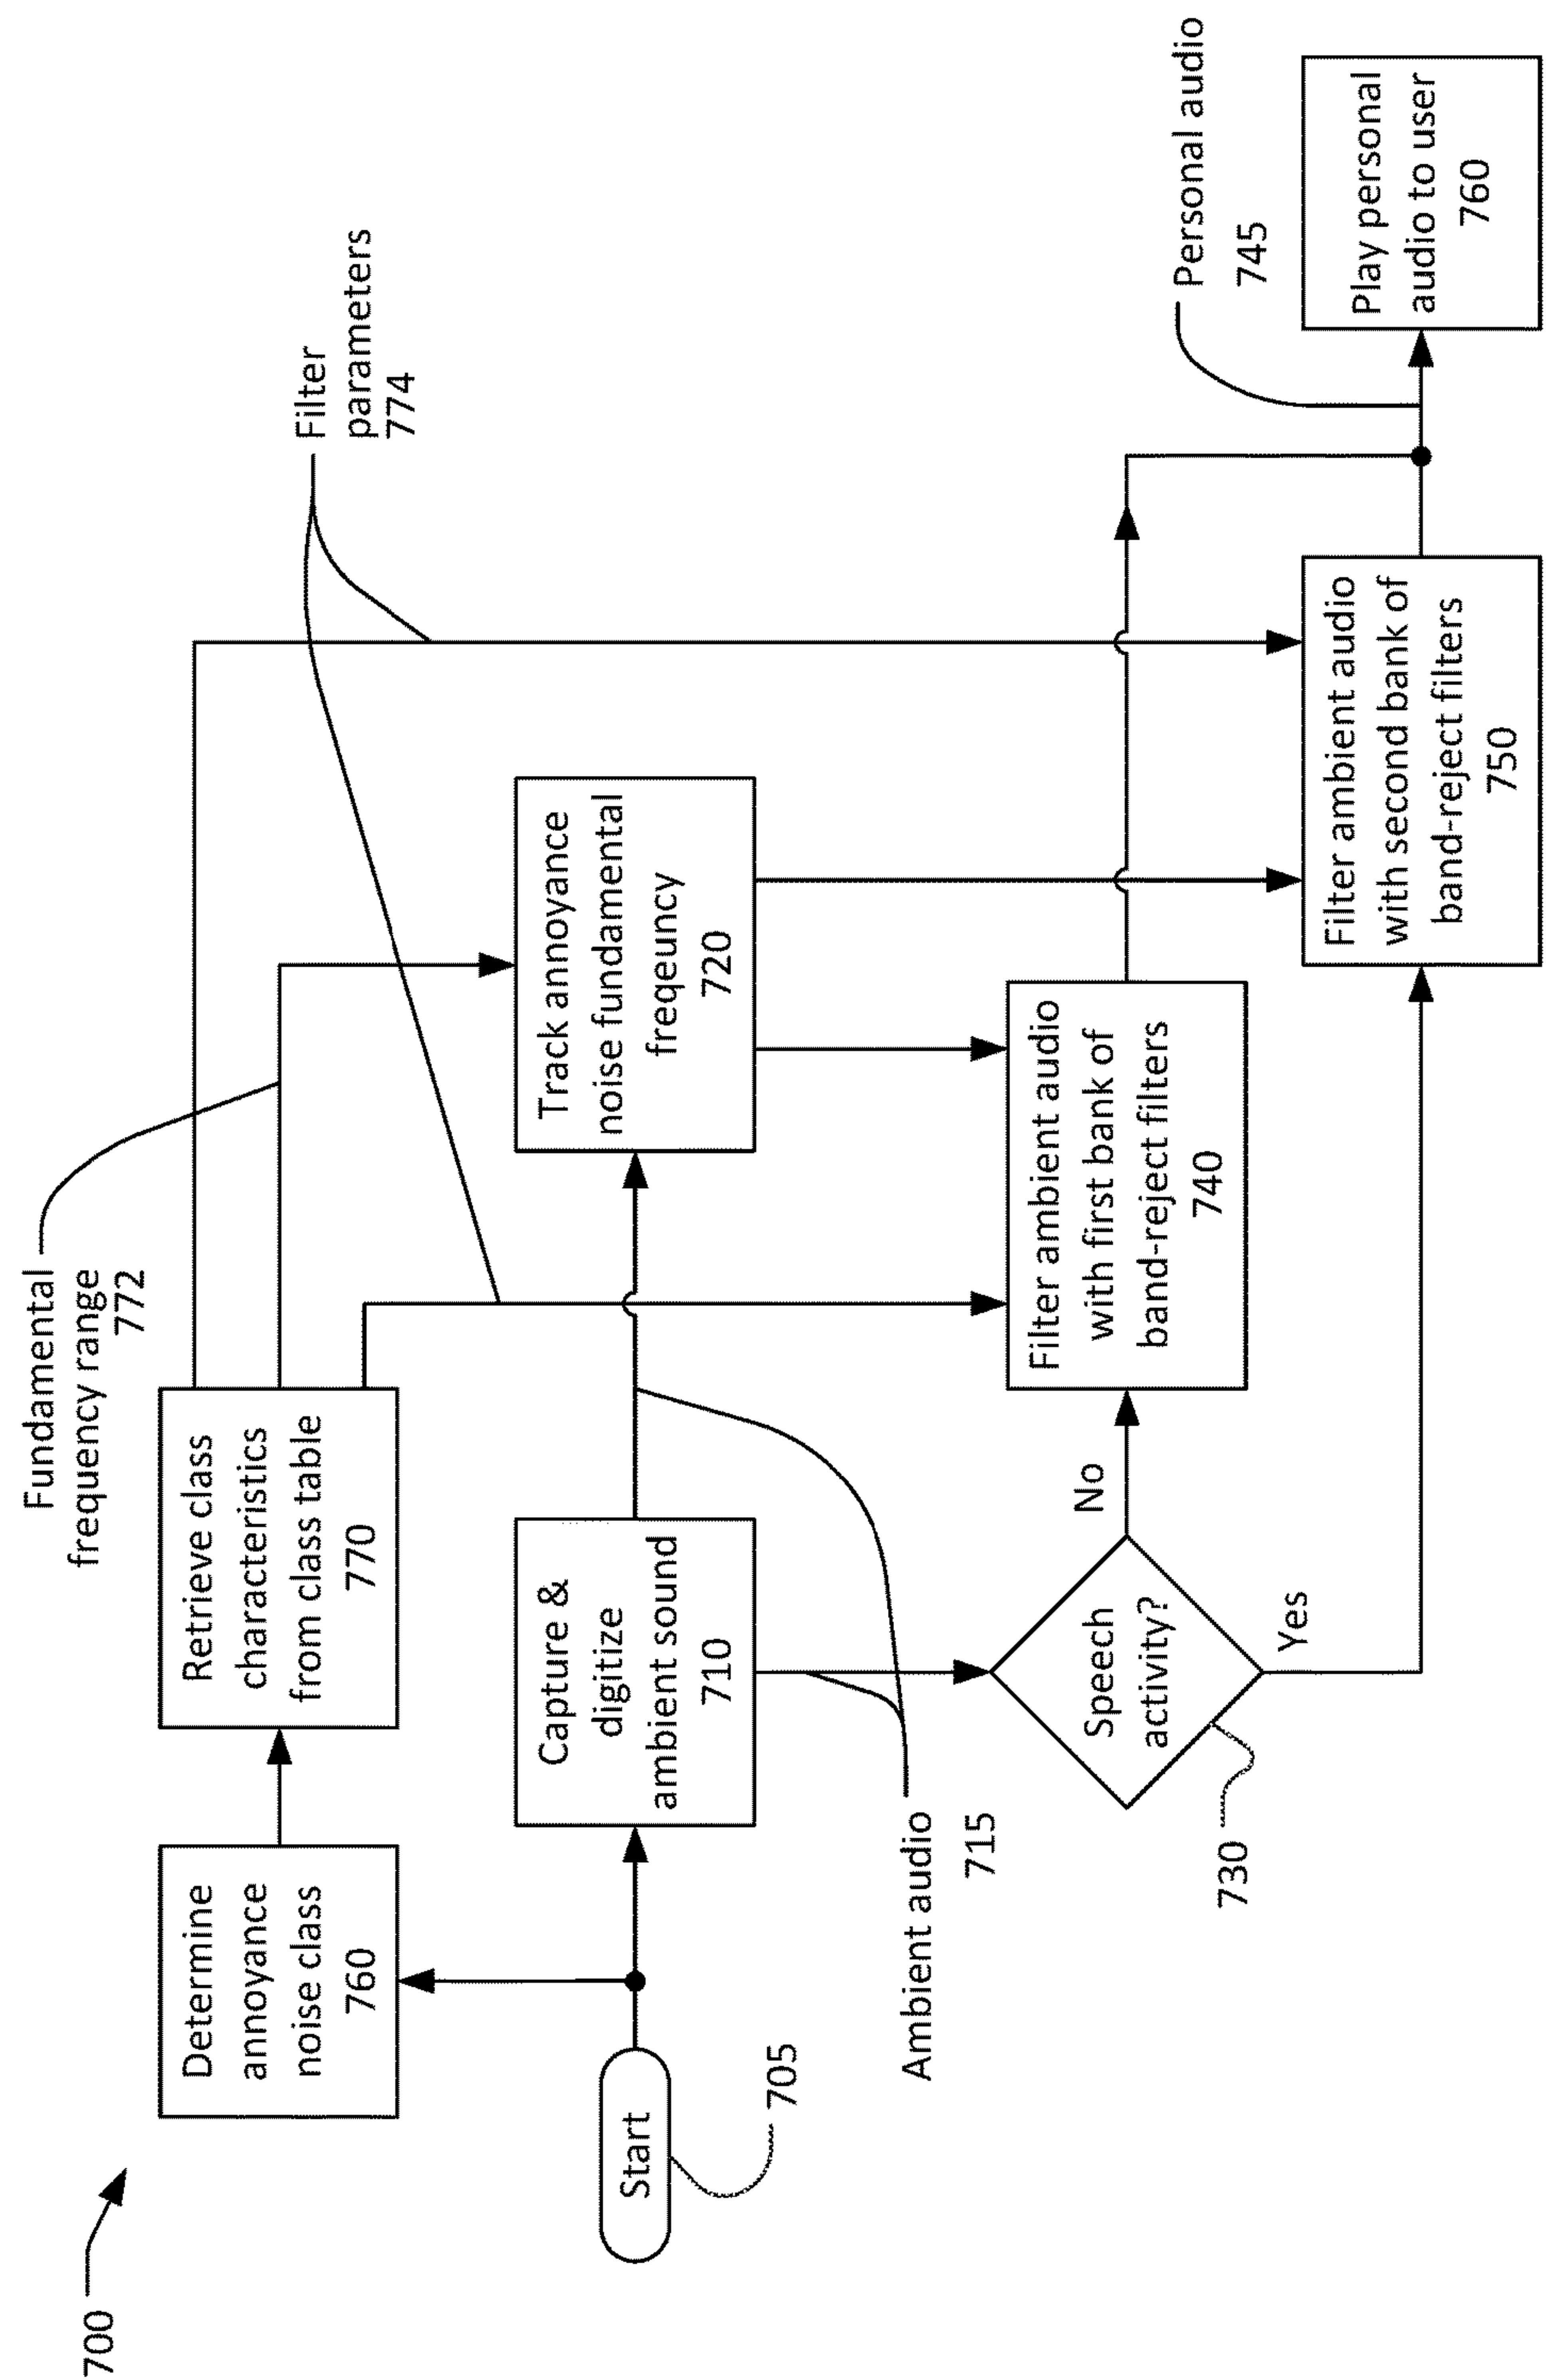 700
Fundamental
frequency range
772
Filter
parameters
774
Determine
annoyance
noise class
760
Retrieve class
characteristics
from class table
770
Start
705
Capture &
digitize
ambient sound
710
Track annoyance
noise fundamental
freqeuncy
720
Ambient audio
715
Speech
activity?
730
No
Yes
Filter ambient audio
with first bank of
band-reject filters
740
Filter ambient audio
with second bank of
band-reject filters
750
Personal audio
745
Play personal
audio to user
760